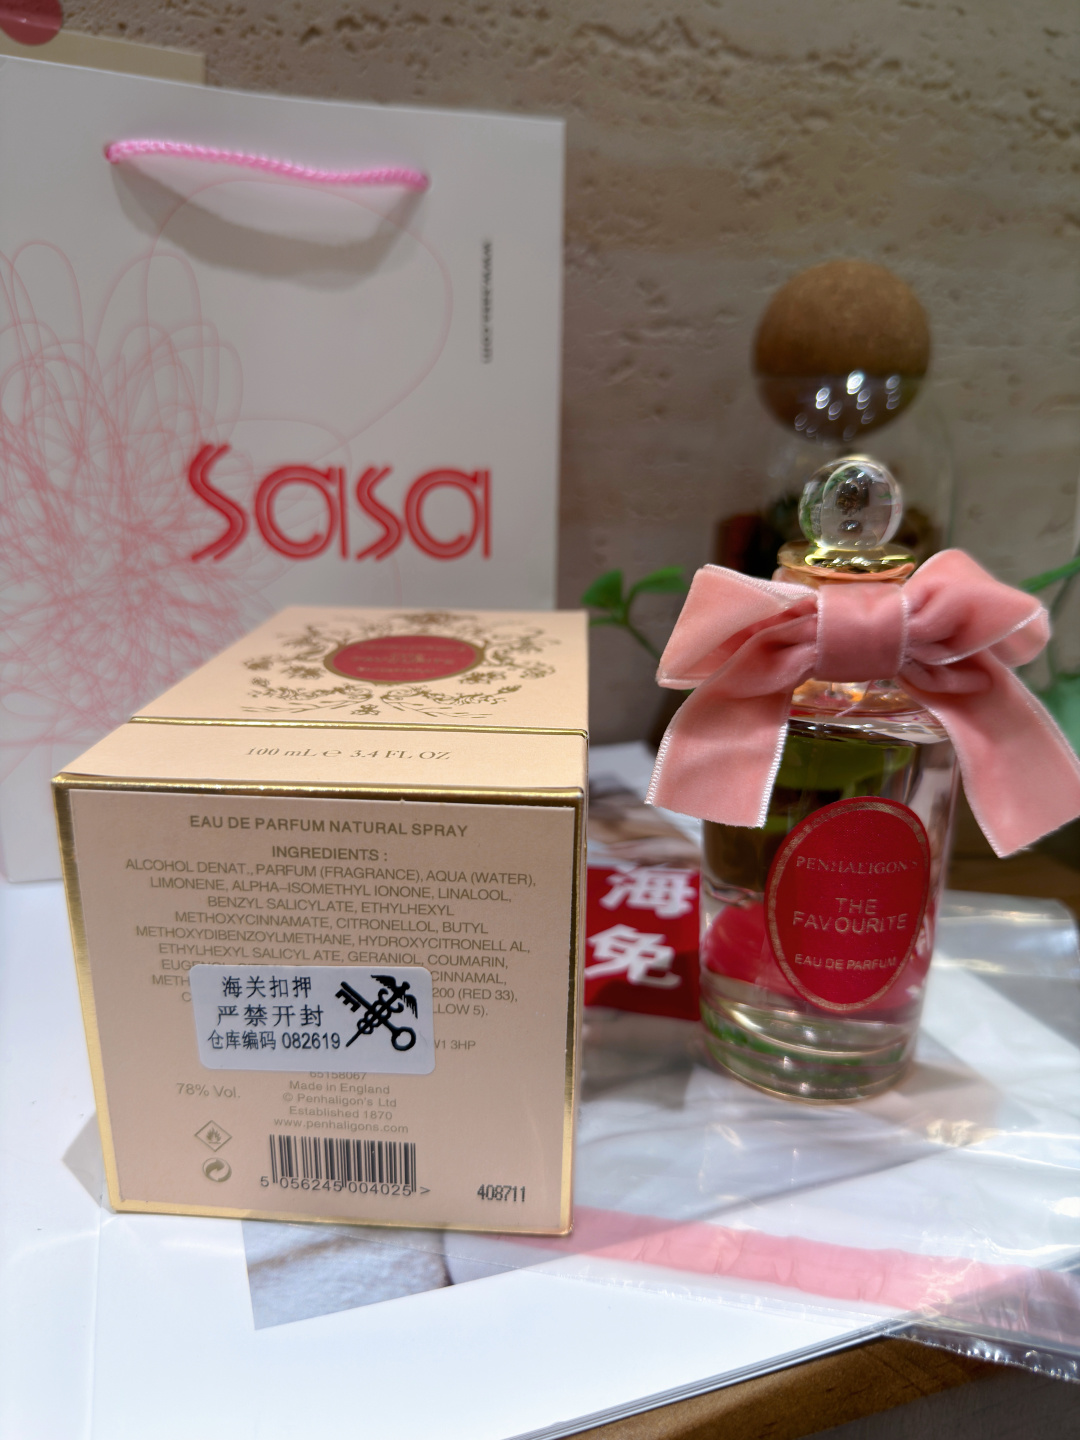 sasa
100 mL ℮ 3.4 FL OZ
EAU DE PARFUM NATURAL SPRAY
INGREDIENTS :
ALCOHOL DENAT., PARFUM (FRAGRANCE), AQUA (WATER),
LIMONENE, ALPHA-ISOMETHYL IONONE, LINALOOL,
BENZYL SALICYLATE, ETHYLHEXYL
METHOXYCINNAMATE, CITRONELLOL, BUTYL
METHOXYDIBENZOYLMETHANE, HYDROXYCITRONELL AL,
ETHYLHEXYL SALICYL ATE, GERANIOL, COUMARIN,
CINNAMAL,
200 (RED 33),
LLOW 5).
海关扣押
严禁开封
仓库编码 082619
W1 3HP
65158067
78% Vol.
Made in England
© Penhaligon's Ltd
Established 1870
www.penhaligons.com
5 056245 004025 >
408711
海
免
PENHALIGON'S
THE
FAVOURITE
EAU DE PARFUM